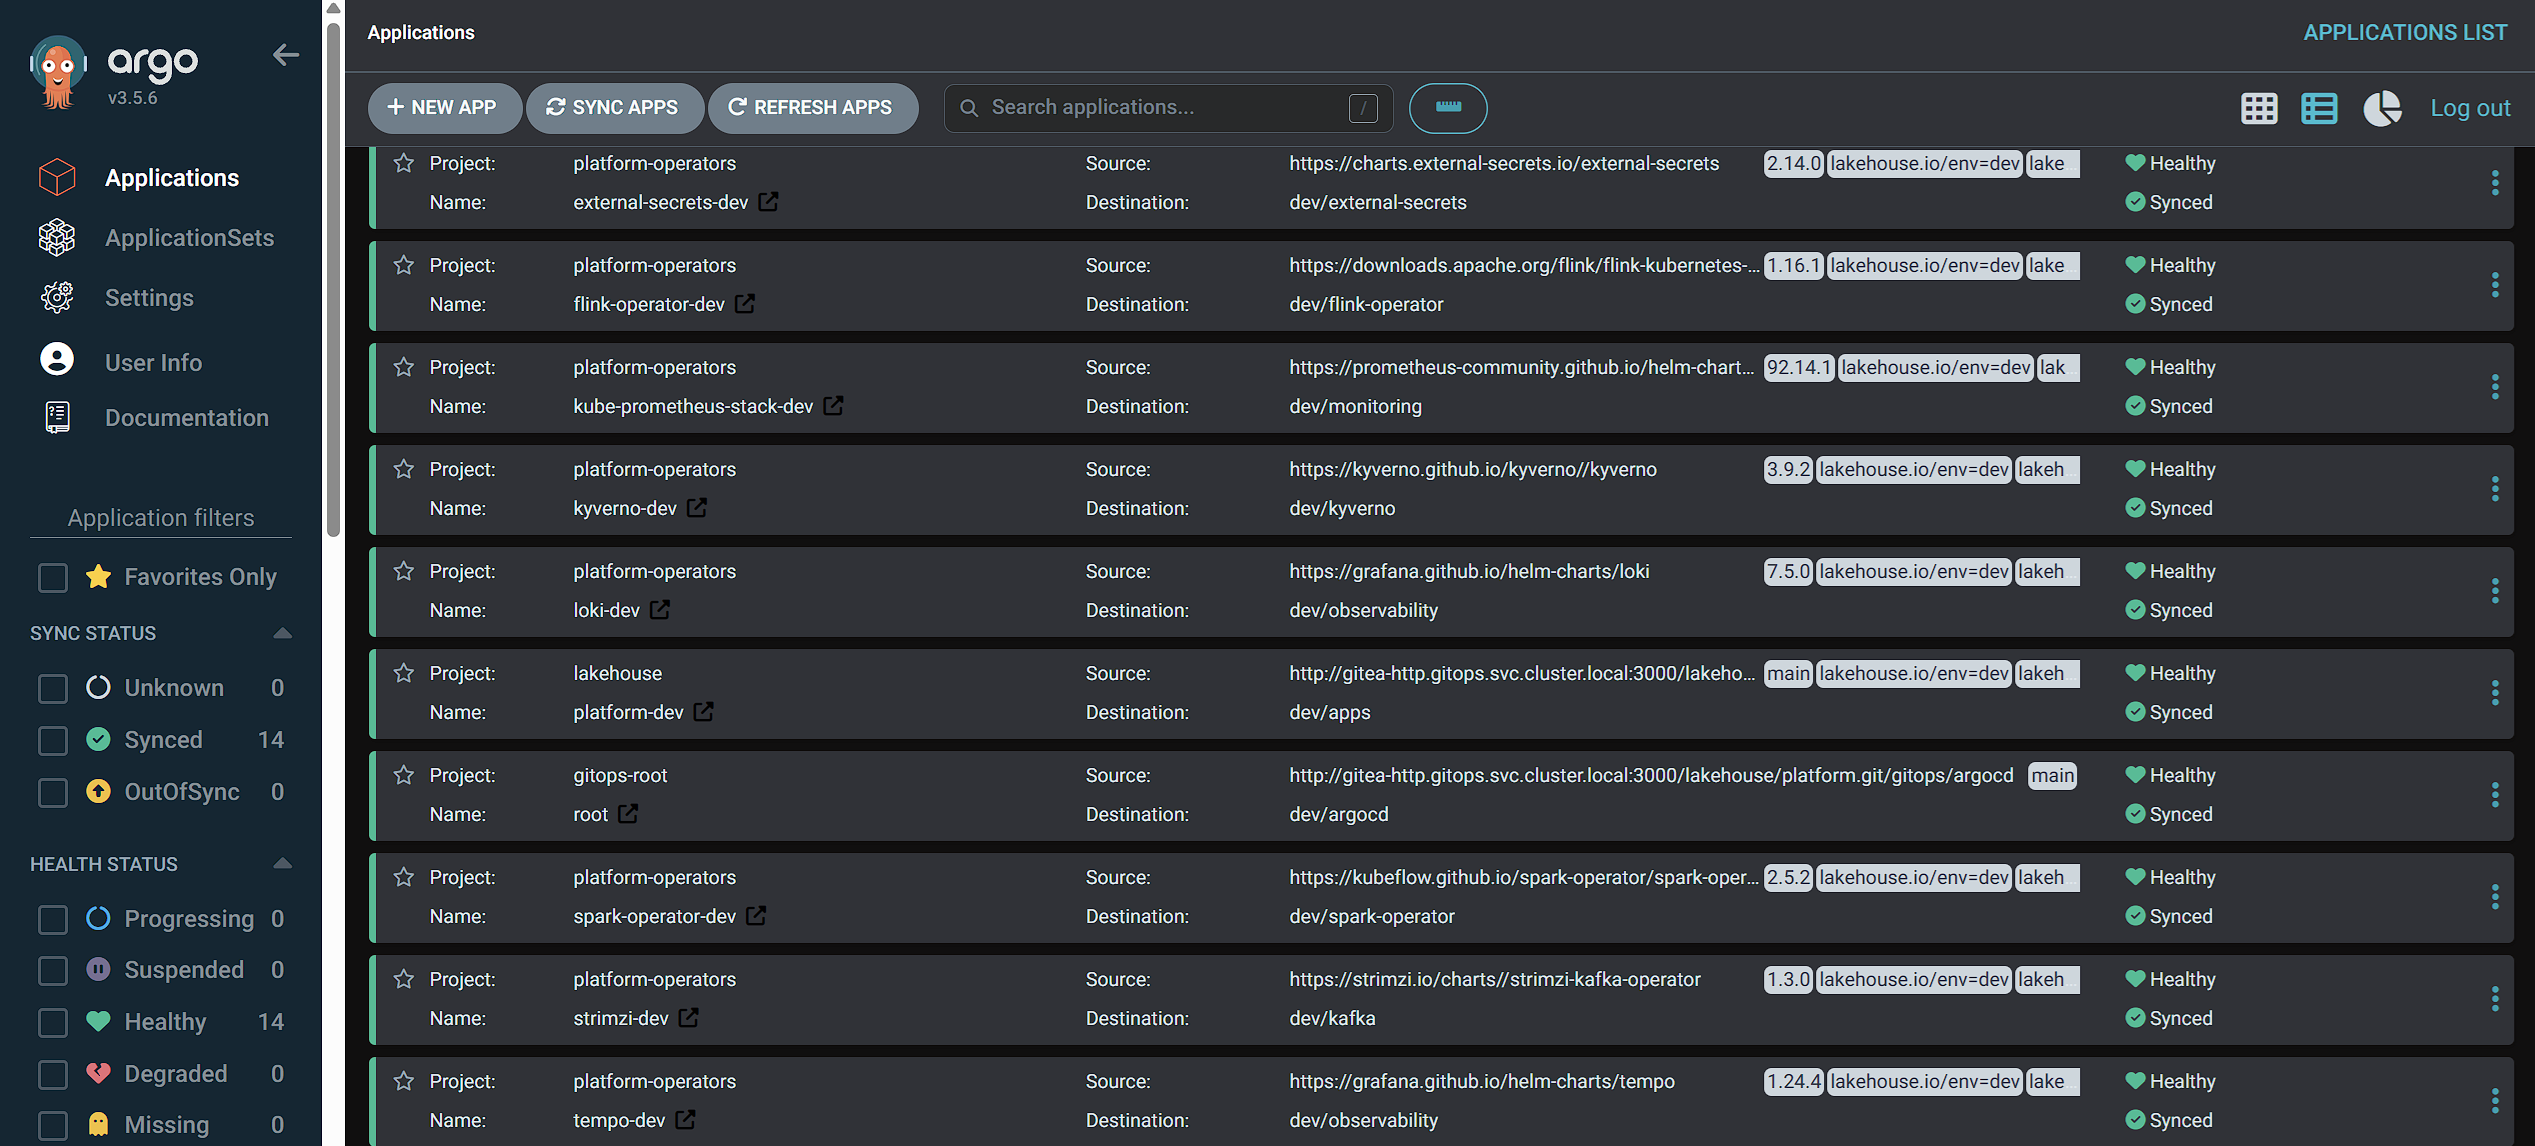 argo
v3.5.6
Applications
ApplicationSets
Settings
User Info
Documentation
Application filters
Favorites Only
SYNC STATUS
Unknown 0
Synced 14
OutOfSync 0
HEALTH STATUS
Progressing 0
Suspended 0
Healthy 14
Degraded 0
Missing 0
Applications
APPLICATIONS LIST
NEW APP SYNC APPS REFRESH APPS Search applications... / Log out
Project: platform-operators Source: https://charts.external-secrets.io/external-secrets 2.14.0 lakehouse.io/env=dev lake Healthy
Name: external-secrets-dev Destination: dev/external-secrets Synced
Project: platform-operators Source: https://downloads.apache.org/flink/flink-kubernetes-... 1.16.1 lakehouse.io/env=dev lake Healthy
Name: flink-operator-dev Destination: dev/flink-operator Synced
Project: platform-operators Source: https://prometheus-community.github.io/helm-chart... 92.14.1 lakehouse.io/env=dev lak Healthy
Name: kube-prometheus-stack-dev Destination: dev/monitoring Synced
Project: platform-operators Source: https://kyverno.github.io/kyverno//kyverno 3.9.2 lakehouse.io/env=dev lakeh Healthy
Name: kyverno-dev Destination: dev/kyverno Synced
Project: platform-operators Source: https://grafana.github.io/helm-charts/loki 7.5.0 lakehouse.io/env=dev lakeh Healthy
Name: loki-dev Destination: dev/observability Synced
Project: lakehouse Source: http://gitea-http.gitops.svc.cluster.local:3000/lakeho... main lakehouse.io/env=dev lakeh Healthy
Name: platform-dev Destination: dev/apps Synced
Project: gitops-root Source: http://gitea-http.gitops.svc.cluster.local:3000/lakehouse/platform.git/gitops/argocd main Healthy
Name: root Destination: dev/argocd Synced
Project: platform-operators Source: https://kubeflow.github.io/spark-operator/spark-oper... 2.5.2 lakehouse.io/env=dev lakeh Healthy
Name: spark-operator-dev Destination: dev/spark-operator Synced
Project: platform-operators Source: https://strimzi.io/charts//strimzi-kafka-operator 1.3.0 lakehouse.io/env=dev lakeh Healthy
Name: strimzi-dev Destination: dev/kafka Synced
Project: platform-operators Source: https://grafana.github.io/helm-charts/tempo 1.24.4 lakehouse.io/env=dev lake Healthy
Name: tempo-dev Destination: dev/observability Synced